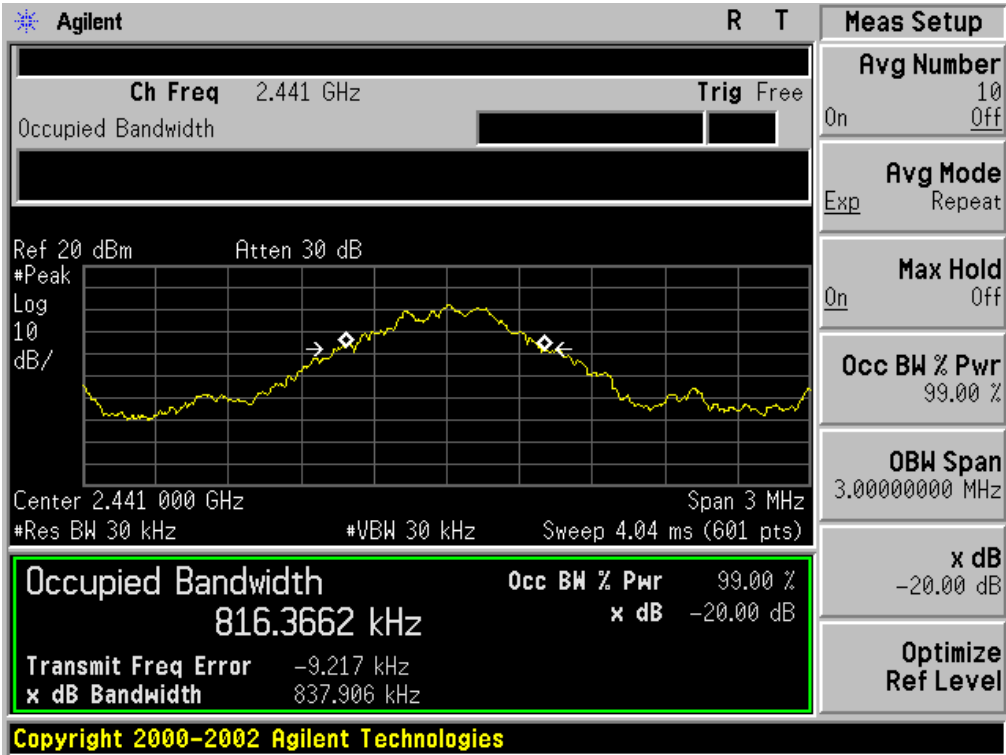 Agilent R T
Ch Freq 2.441 GHz Trig Free
Occupied Bandwidth
Ref 20 dBm Atten 30 dB
#Peak
Log
10
dB/
Center 2.441 000 GHz Span 3 MHz
#Res BW 30 kHz #VBW 30 kHz Sweep 4.04 ms (601 pts)
Occupied Bandwidth Occ BW % Pwr 99.00 %
816.3662 kHz x dB -20.00 dB
Transmit Freq Error -9.217 kHz
x dB Bandwidth 837.906 kHz
Copyright 2000-2002 Agilent Technologies
Meas Setup
Avg Number
10
On Off
Avg Mode
Exp Repeat
Max Hold
On Off
Occ BW % Pwr
99.00 %
OBW Span
3.00000000 MHz
x dB
-20.00 dB
Optimize
Ref Level